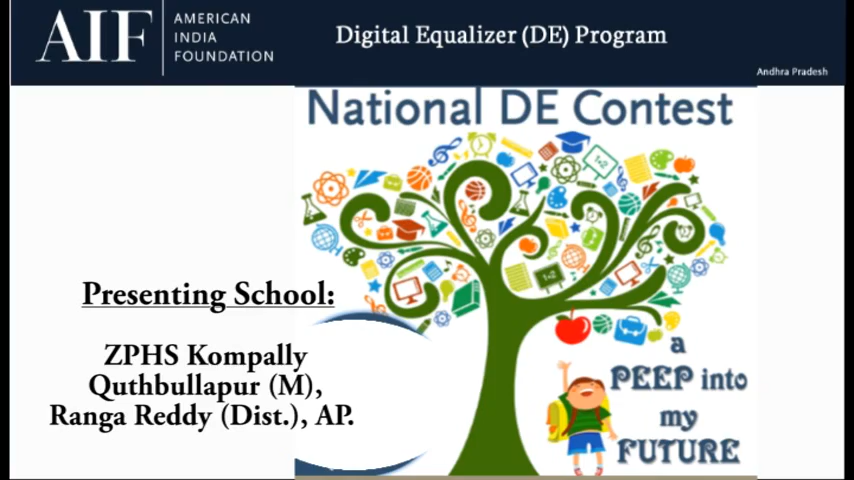 AIF
AMERICAN
INDIA
FOUNDATION
Digital Equalizer (DE) Program
Andhra Pradesh
National DE Contest
Presenting School:
ZPHS Kompally
Quthbullapur (M),
Ranga Reddy (Dist.), AP.
a
PEEP into
my
FUTURE